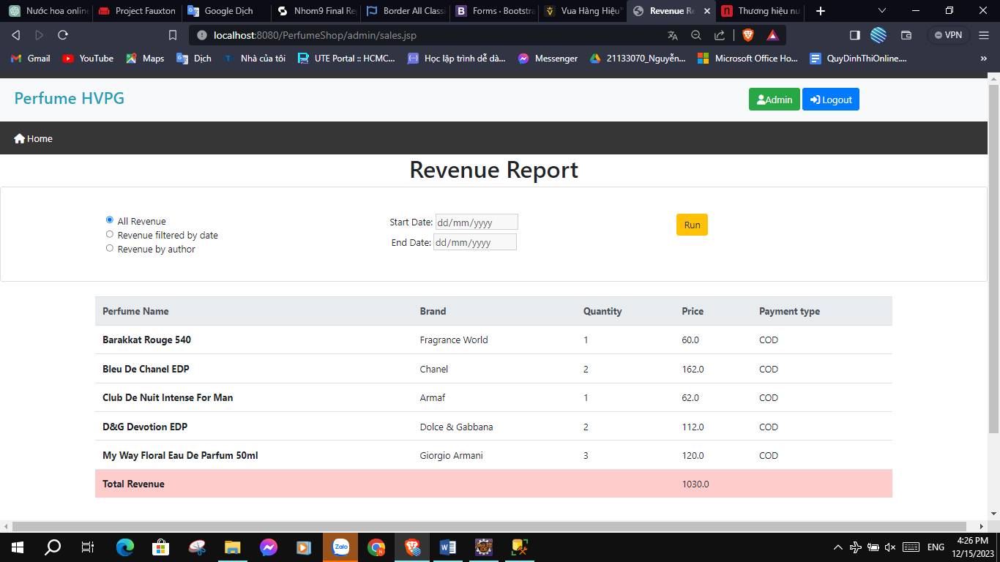 Nước hoa online
Project Fauxton
Google Dịch
Nhom9 Final Re
Border All Classi
Forms · Bootstra
Vua Hàng Hiệu
Revenue Re
Thương hiệu nư
localhost:8080/PerfumeShop/admin/sales.jsp
VPN
Gmail
YouTube
Maps
Dịch
Nhà của tôi
UTE Portal :: HCMC...
Học lập trình dễ dà...
Messenger
21133070_Nguyễn...
Microsoft Office Ho...
QuyDinhThiOnline....
Perfume HVPG
Admin
Logout
Home
Revenue Report
All Revenue
Revenue filtered by date
Revenue by author
Start Date: dd/mm/yyyy
End Date: dd/mm/yyyy
Run
Perfume Name Brand Quantity Price Payment type
Barakkat Rouge 540 Fragrance World 1 60.0 COD
Bleu De Chanel EDP Chanel 2 162.0 COD
Club De Nuit Intense For Man Armaf 1 62.0 COD
D&G Devotion EDP Dolce & Gabbana 2 112.0 COD
My Way Floral Eau De Parfum 50ml Giorgio Armani 3 120.0 COD
Total Revenue 1030.0
Zalo
ENG
4:26 PM
12/15/2023